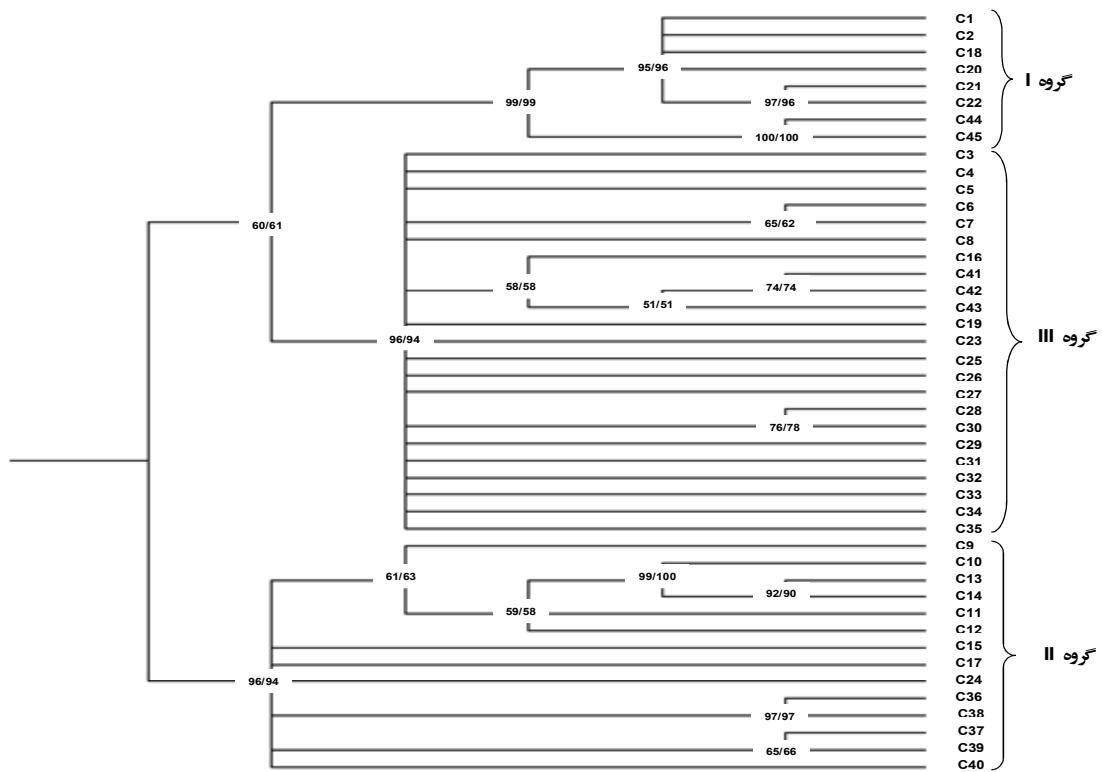 C1
C2
C18
95/96
C20
C21
گروه I
99/99
97/96
C22
C44
100/100
C45
C3
C4
C5
C6
60/61
65/62
C7
C8
C16
58/58
74/74
C41
C42
51/51
C43
C19
96/94
C23
گروه III
C25
C26
C27
C28
76/78
C30
C29
C31
C32
C33
C34
C35
C9
C10
61/63
99/100
C13
92/90
C14
59/58
C11
C12
C15
گروه II
C17
96/94
C24
C36
97/97
C38
C37
65/66
C39
C40